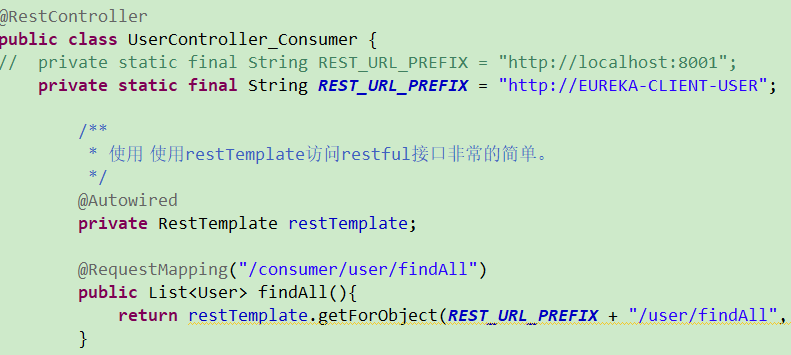 @RestController
public class UserController_Consumer {
//  private static final String REST_URL_PREFIX = "http://localhost:8001";
private static final String REST_URL_PREFIX = "http://EUREKA-CLIENT-USER";
/**
* 使用 使用restTemplate访问restful接口非常的简单。
*/
@Autowired
private RestTemplate restTemplate;
@RequestMapping("/consumer/user/findAll")
public List<User> findAll(){
return restTemplate.getForObject(REST_URL_PREFIX + "/user/findAll",
}